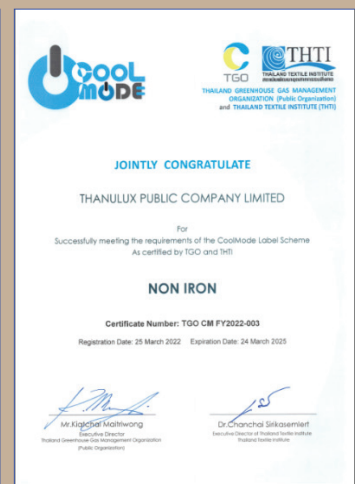 COOL
MODE
TGO
THTI
THAILAND TEXTILE INSTITUTE
THAILAND GREENHOUSE GAS MANAGEMENT
ORGANIZATION (Public Organization)
and THAILAND TEXTILE INSTITUTE (THTI)
JOINTLY CONGRATULATE
THANULUX PUBLIC COMPANY LIMITED
For
Successfully meeting the requirements of the CoolMode Label Scheme
As certified by TGO and THTI
NON IRON
Certificate Number: TGO CM FY2022-003
Registration Date: 25 March 2022 Expiration Date: 24 March 2025
Mr.Kiatchai Maitriwong
Executive Director
Thailand Greenhouse Gas Management Organization
(Public Organization)
Dr.Chanchai Sirikasemlert
Executive Director of Thailand Textile Institute
Thailand Textile Institute